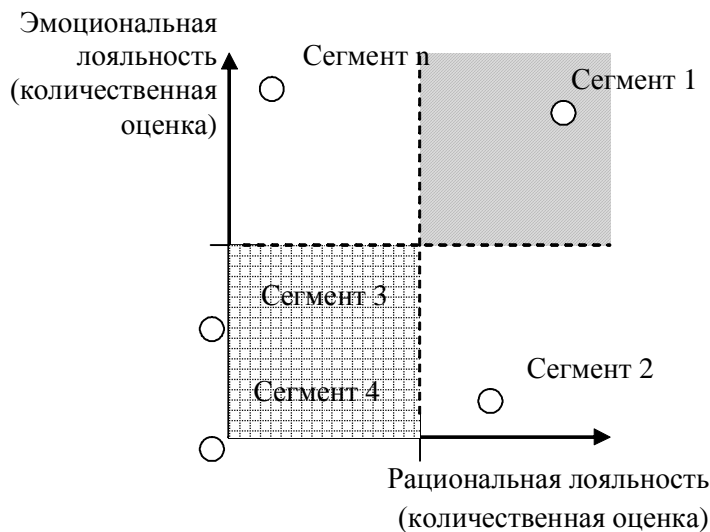 Эмоциональная
лояльность
(количественная
оценка)
Сегмент n
Сегмент 1
Сегмент 3
Сегмент 4
Сегмент 2
Рациональная лояльность
(количественная оценка)